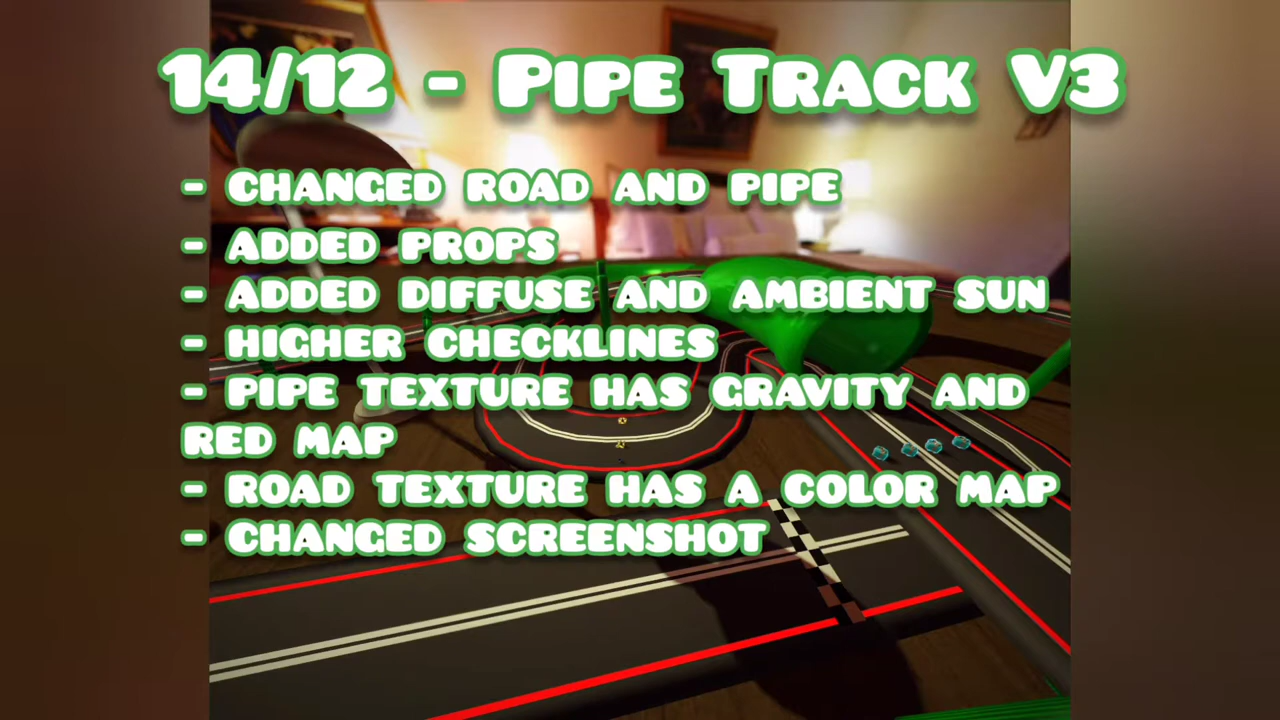 14/12 - PIPE TRACK V3
- CHANGED ROAD AND PIPE
- ADDED PROPS
- ADDED DIFFUSE AND AMBIENT SUN
- HIGHER CHECKLINES
- PIPE TEXTURE HAS GRAVITY AND
RED MAP
- ROAD TEXTURE HAS A COLOR MAP
- CHANGED SCREENSHOT